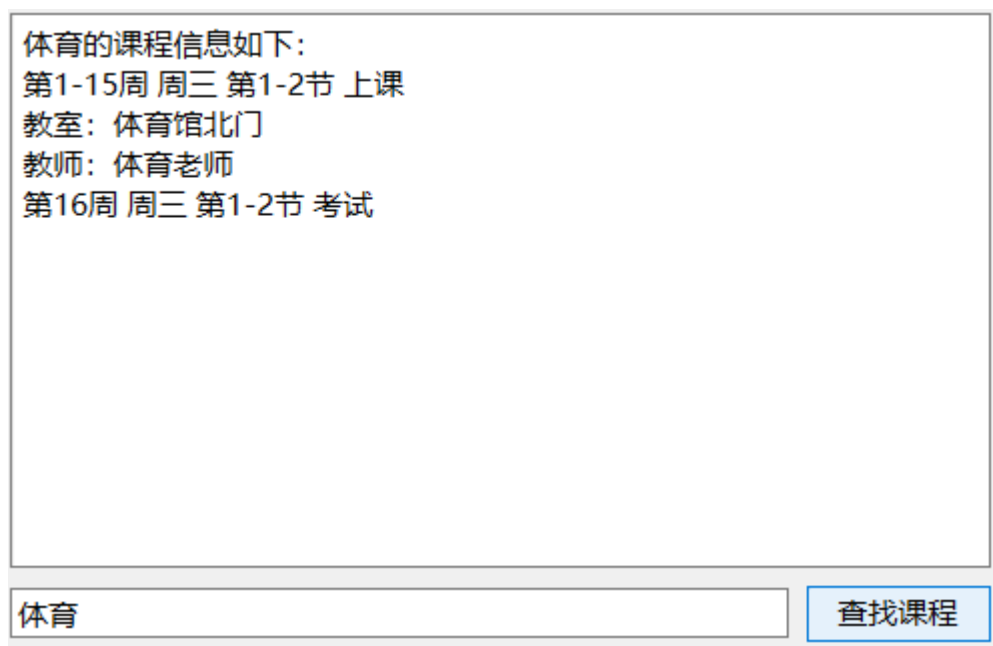 体育的课程信息如下：
第1-15周 周三 第1-2节 上课
教室：体育馆北门
教师：体育老师
第16周 周三 第1-2节 考试
体育
查找课程